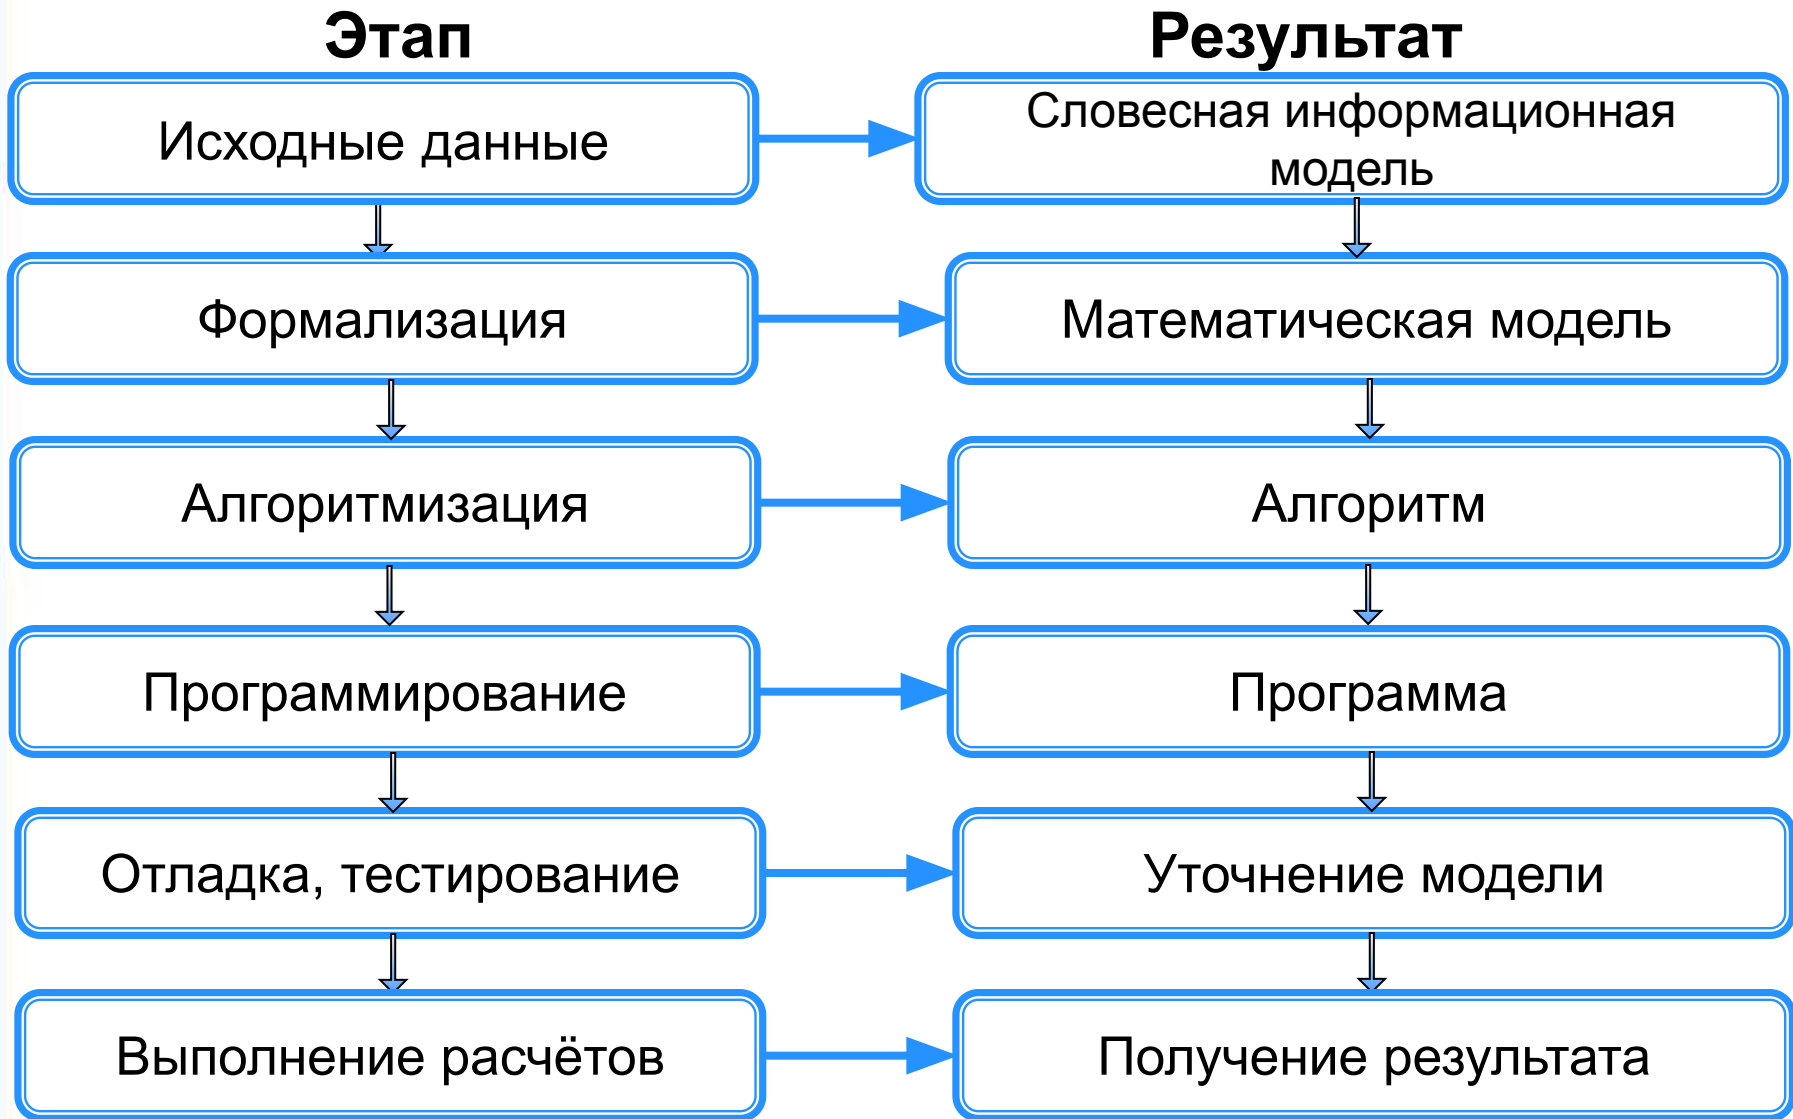 Этап
Результат
Исходные данные
Словесная информационная
модель
Формализация
Математическая модель
Алгоритмизация
Алгоритм
Программирование
Программа
Отладка, тестирование
Уточнение модели
Выполнение расчётов
Получение результата